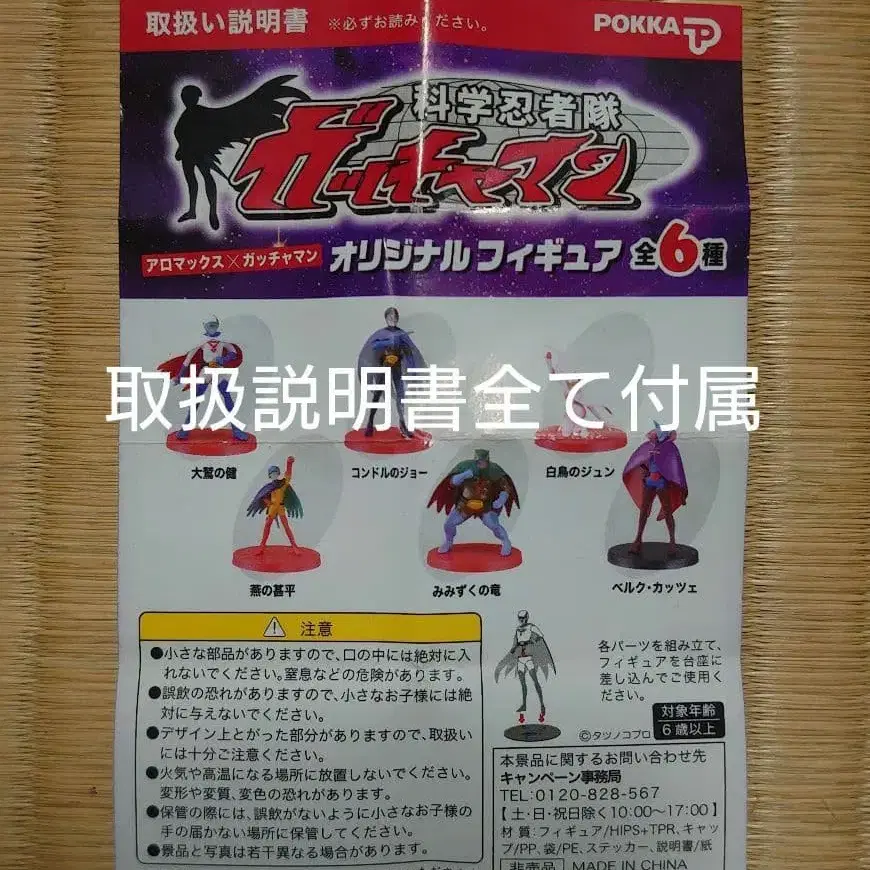 取扱い説明書 ※必ずお読みください。
POKKA
科学忍者隊
ガッチャマン
アロマックス×ガッチャマン オリジナルフィギュア 全6種
取扱説明書全て付属
大鷲の健
コンドルのジョー
白鳥のジュン
燕の甚平
みみずくの竜
ベルク・カッツェ
⚠注意
●小さな部品がありますので、口の中には絶対に入
れないでください。窒息などの危険があります。
●誤飲の恐れがありますので、小さなお子様には絶
対に与えないでください。
●デザイン上とがった部分がありますので、取扱い
には十分ご注意ください。
●火気や高温になる場所に放置しないでください。
変形や変質、変色の恐れがあります。
●保管の際には、誤飲がないように小さなお子様の
手の届かない場所に保管してください。
●景品と写真は若干異なる場合があります。
各パーツを組み立て、
フィギュアを台座に
差し込んでご使用く
ださい。
対象年齢
6歳以上
©タツノコプロ
本景品に関するお問い合わせ先
キャンペーン事務局
TEL:0120-828-567
【土・日・祝日除く10:00～17:00】
材質:フィギュア/HIPS+TPR、キャッ
プ/PP、袋/PE、ステッカー、説明書/紙
非売品 MADE IN CHINA